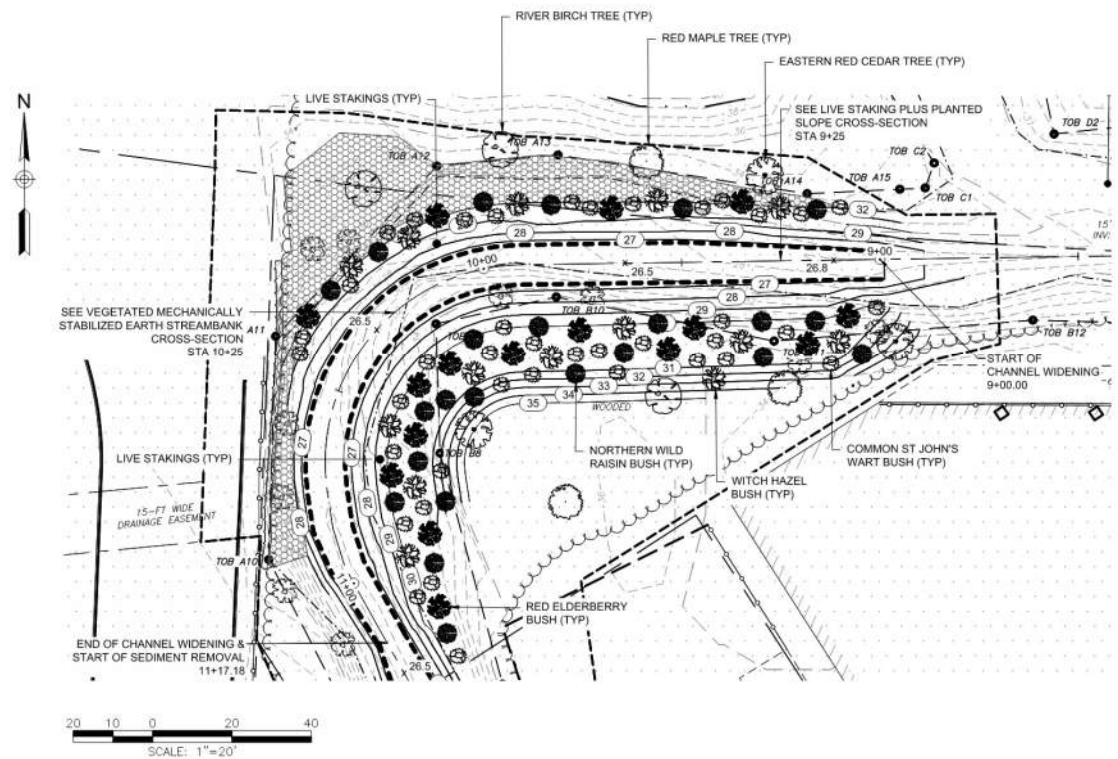 RIVER BIRCH TREE (TYP)
RED MAPLE TREE (TYP)
EASTERN RED CEDAR TREE (TYP)
N
LIVE STAKINGS (TYP)
SEE LIVE STAKING PLUS PLANTED
SLOPE CROSS-SECTION
STA 9+25
TOB D2
TOB A13
TOB C2
TOB A12
TOB A15
TOB C1
32
28
27
28
29
15'
INV.
9+00
10+00
26.5
26.8
27
28
SEE VEGETATED MECHANICALLY
STABILIZED EARTH STREAMBANK
CROSS-SECTION
STA 10+25
TOB B10
29
26.5
A11
TOB B12
START OF
CHANNEL WIDENING
9+00.00
31
32
33
34
35
WOODED
27
27
LIVE STAKINGS (TYP)
TOB B8
NORTHERN WILD
RAISIN BUSH (TYP)
COMMON ST JOHN'S
WART BUSH (TYP)
WITCH HAZEL
BUSH (TYP)
15-FT WIDE
DRAINAGE EASEMENT
28
28
29
30
TOB A10
11+00
RED ELDERBERRY
BUSH (TYP)
END OF CHANNEL WIDENING &
START OF SEDIMENT REMOVAL
11+17.18
26.5
20 10 0 20 40
SCALE: 1"=20'